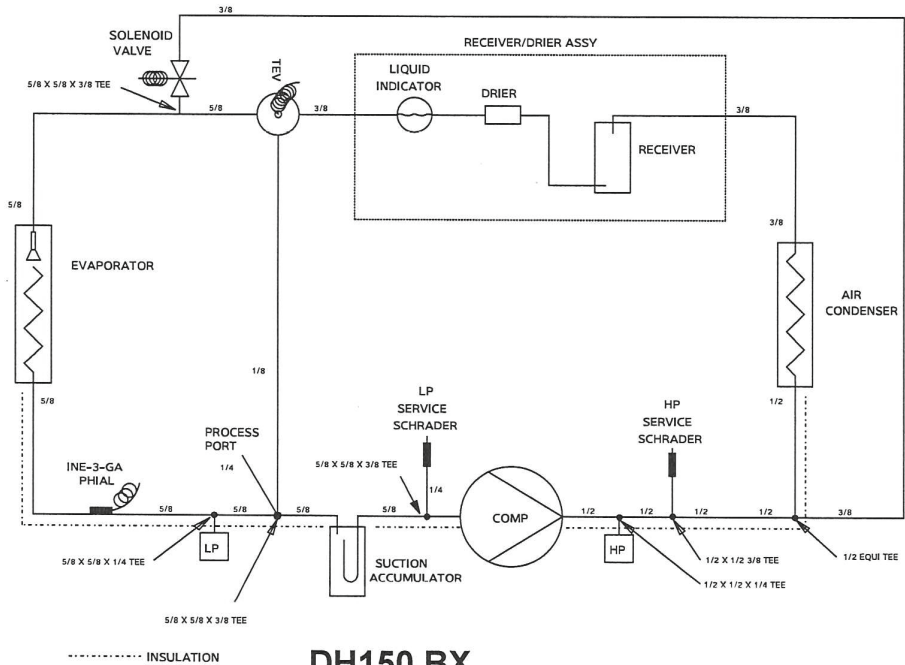 3/8
SOLENOID
VALVE
RECEIVER/DRIER ASSY
5/8 X 5/8 X 3/8 TEE
TEV
LIQUID
INDICATOR
DRIER
5/8
3/8
3/8
RECEIVER
5/8
3/8
EVAPORATOR
AIR
CONDENSER
1/8
5/8
1/2
LP
SERVICE
SCHRADER
HP
SERVICE
SCHRADER
PROCESS
PORT
1/4
INE-3-GA
PHIAL
5/8 X 5/8 X 3/8 TEE
1/4
5/8
5/8
5/8
5/8
COMP
1/2
1/2
1/2
1/2
3/8
LP
HP
5/8 X 5/8 X 1/4 TEE
SUCTION
ACCUMULATOR
1/2 X 1/2 3/8 TEE
1/2 EQUI TEE
1/2 X 1/2 X 1/4 TEE
5/8 X 5/8 X 3/8 TEE
INSULATION
DH150 BX